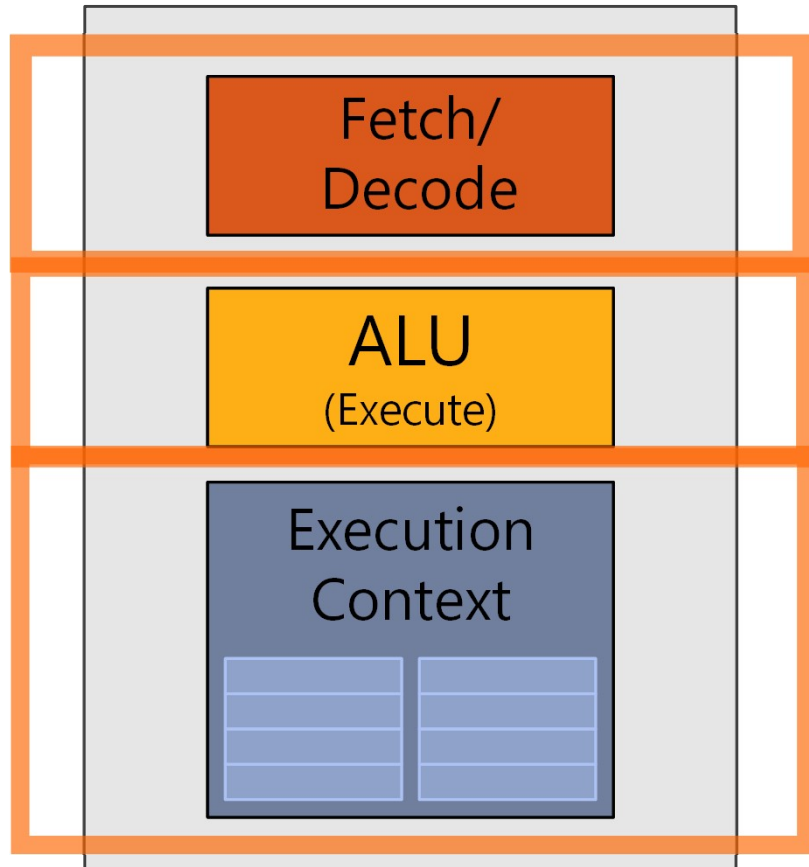 Fetch/
Decode
ALU
(Execute)
Execution
Context